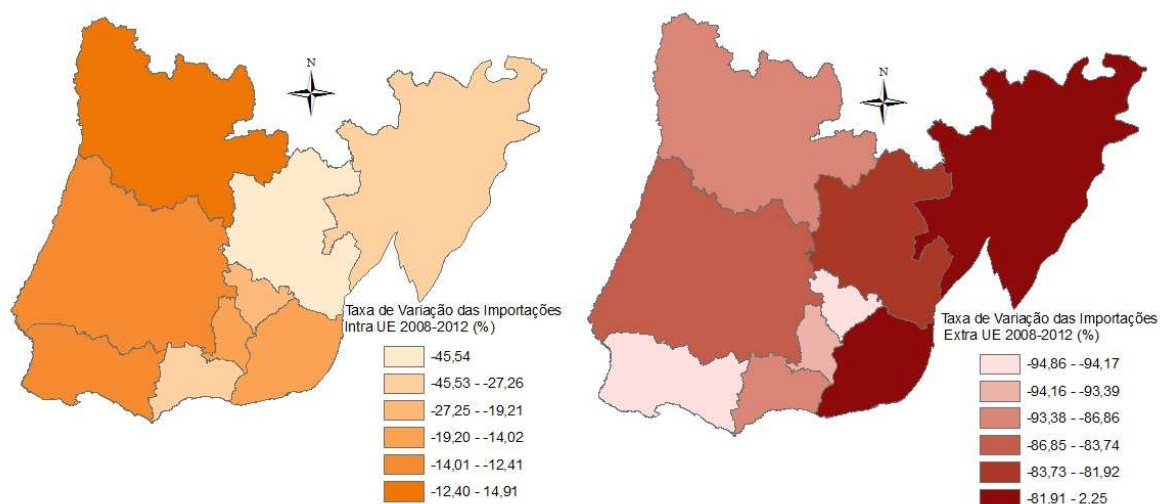 N
Taxa de Variação das Importações
Intra UE 2008-2012 (%)
-45,54
-45,53 - -27,26
-27,25 - -19,21
-19,20 - -14,02
-14,01 - -12,41
-12,40 - 14,91
N
Taxa de Variação das Importações
Extra UE 2008-2012 (%)
-94,86 - -94,17
-94,16 - -93,39
-93,38 - -86,86
-86,85 - -83,74
-83,73 - -81,92
-81,91 - 2,25